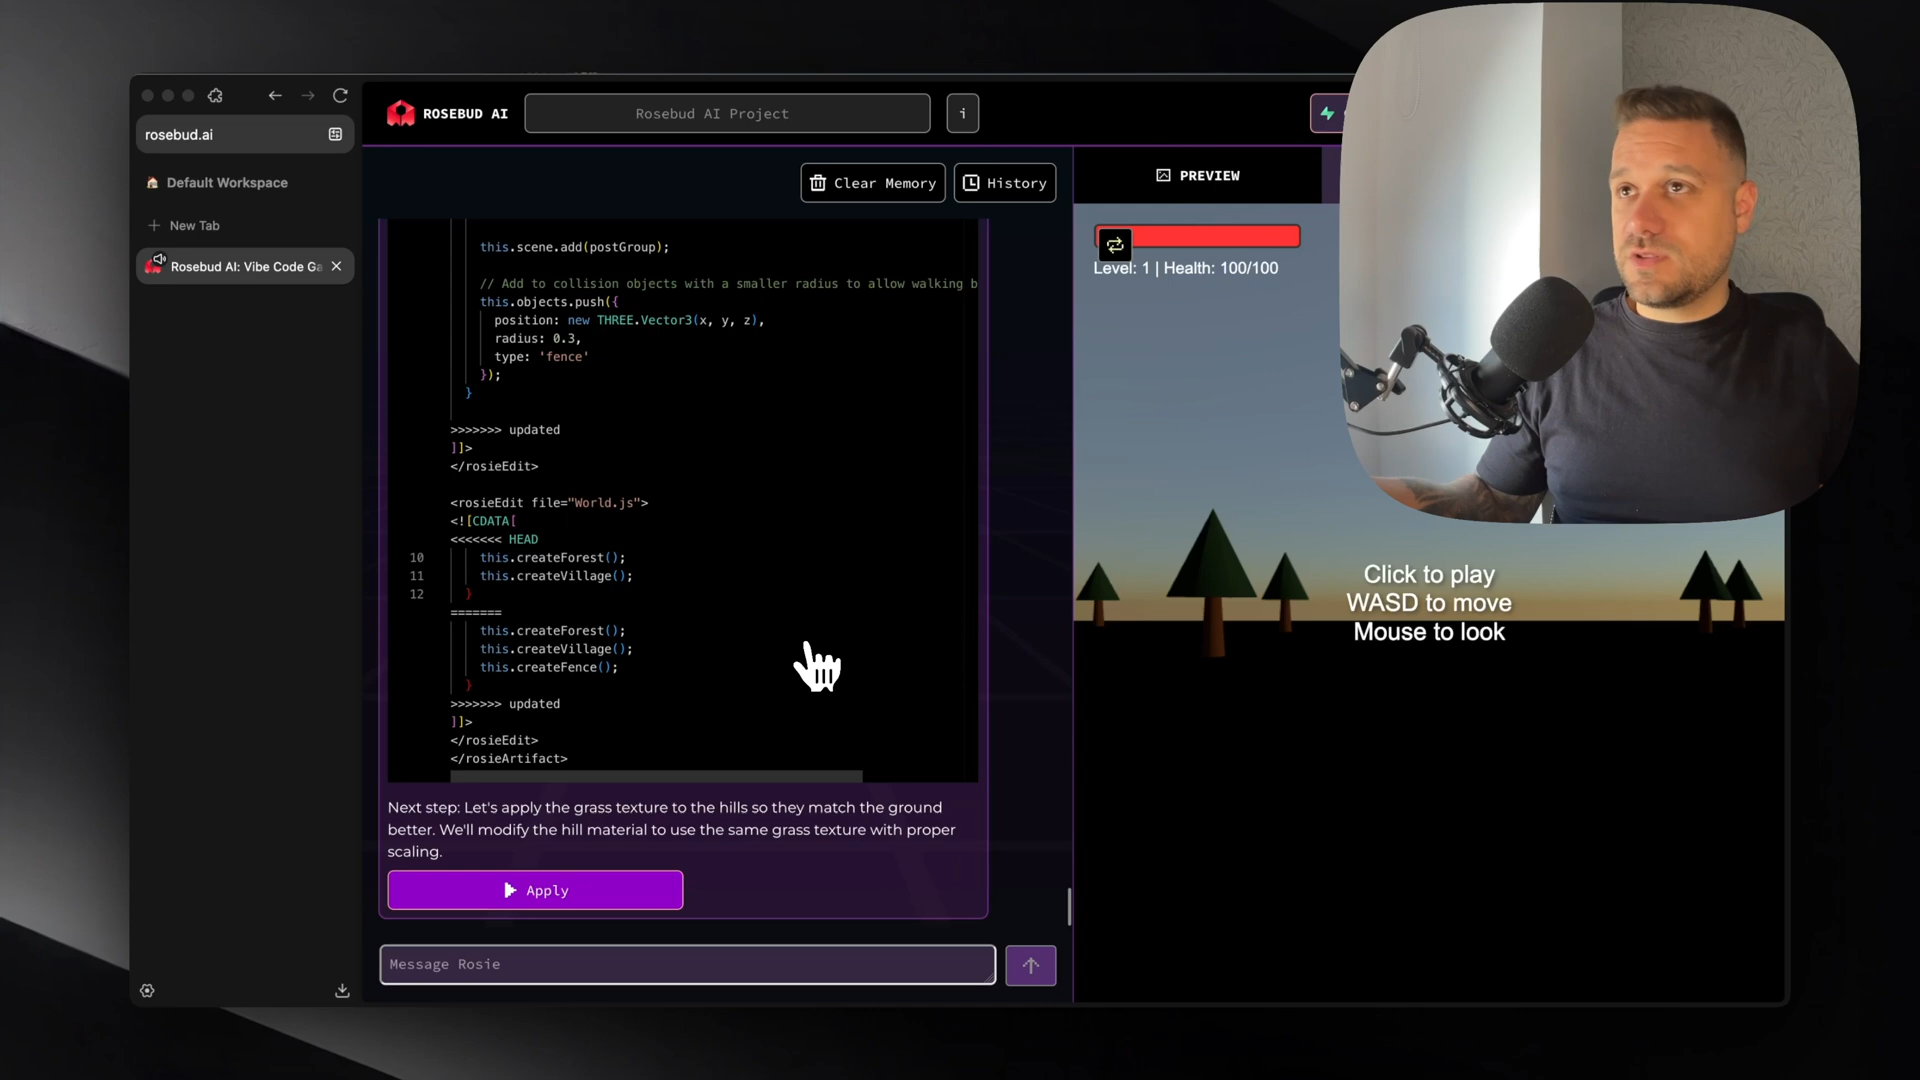 ROSEBUD AI
Rosebud AI Project
i
rosebud.ai
Default Workspace
New Tab
Rosebud AI: Vibe Code Ga
Clear Memory
History
this.scene.add(postGroup);
// Add to collision objects with a smaller radius to allow walking b
this.objects.push({
position: new THREE.Vector3(x, y, z),
radius: 0.3,
type: 'fence'
});
}
>>>>>>> updated
]]>
</rosieEdit>
<rosieEdit file="World.js">
<![CDATA[
<<<<<<< HEAD
10 this.createForest();
11 this.createVillage();
12 }
=======
this.createForest();
this.createVillage();
this.createFence();
}
>>>>>>> updated
]]>
</rosieEdit>
</rosieArtifact>
Next step: Let's apply the grass texture to the hills so they match the ground
better. We'll modify the hill material to use the same grass texture with proper
scaling.
Apply
Message Rosie
PREVIEW
Level: 1 | Health: 100/100
Click to play
WASD to move
Mouse to look